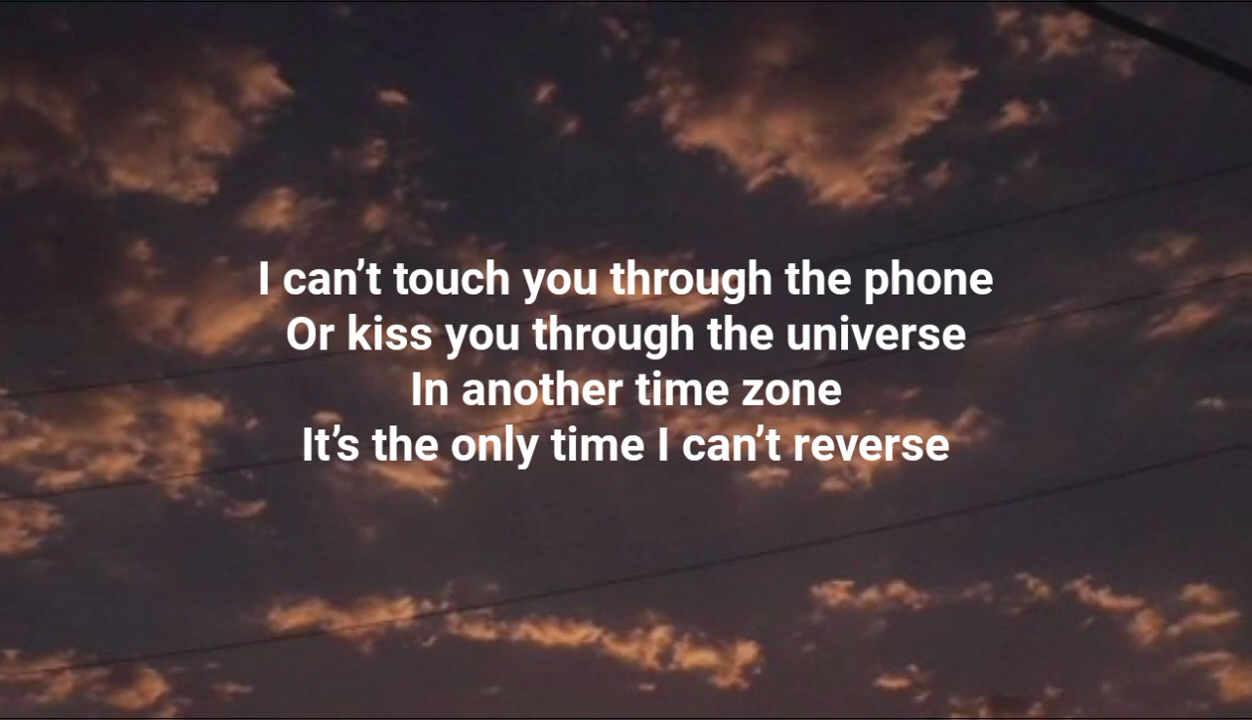 I can’t touch you through the phone
Or kiss you through the universe
In another time zone
It’s the only time I can’t reverse